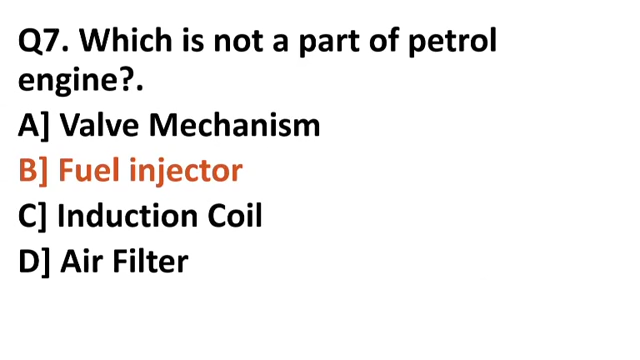 Q7. Which is not a part of petrol
engine?.
A] Valve Mechanism
B] Fuel injector
C] Induction Coil
D] Air Filter